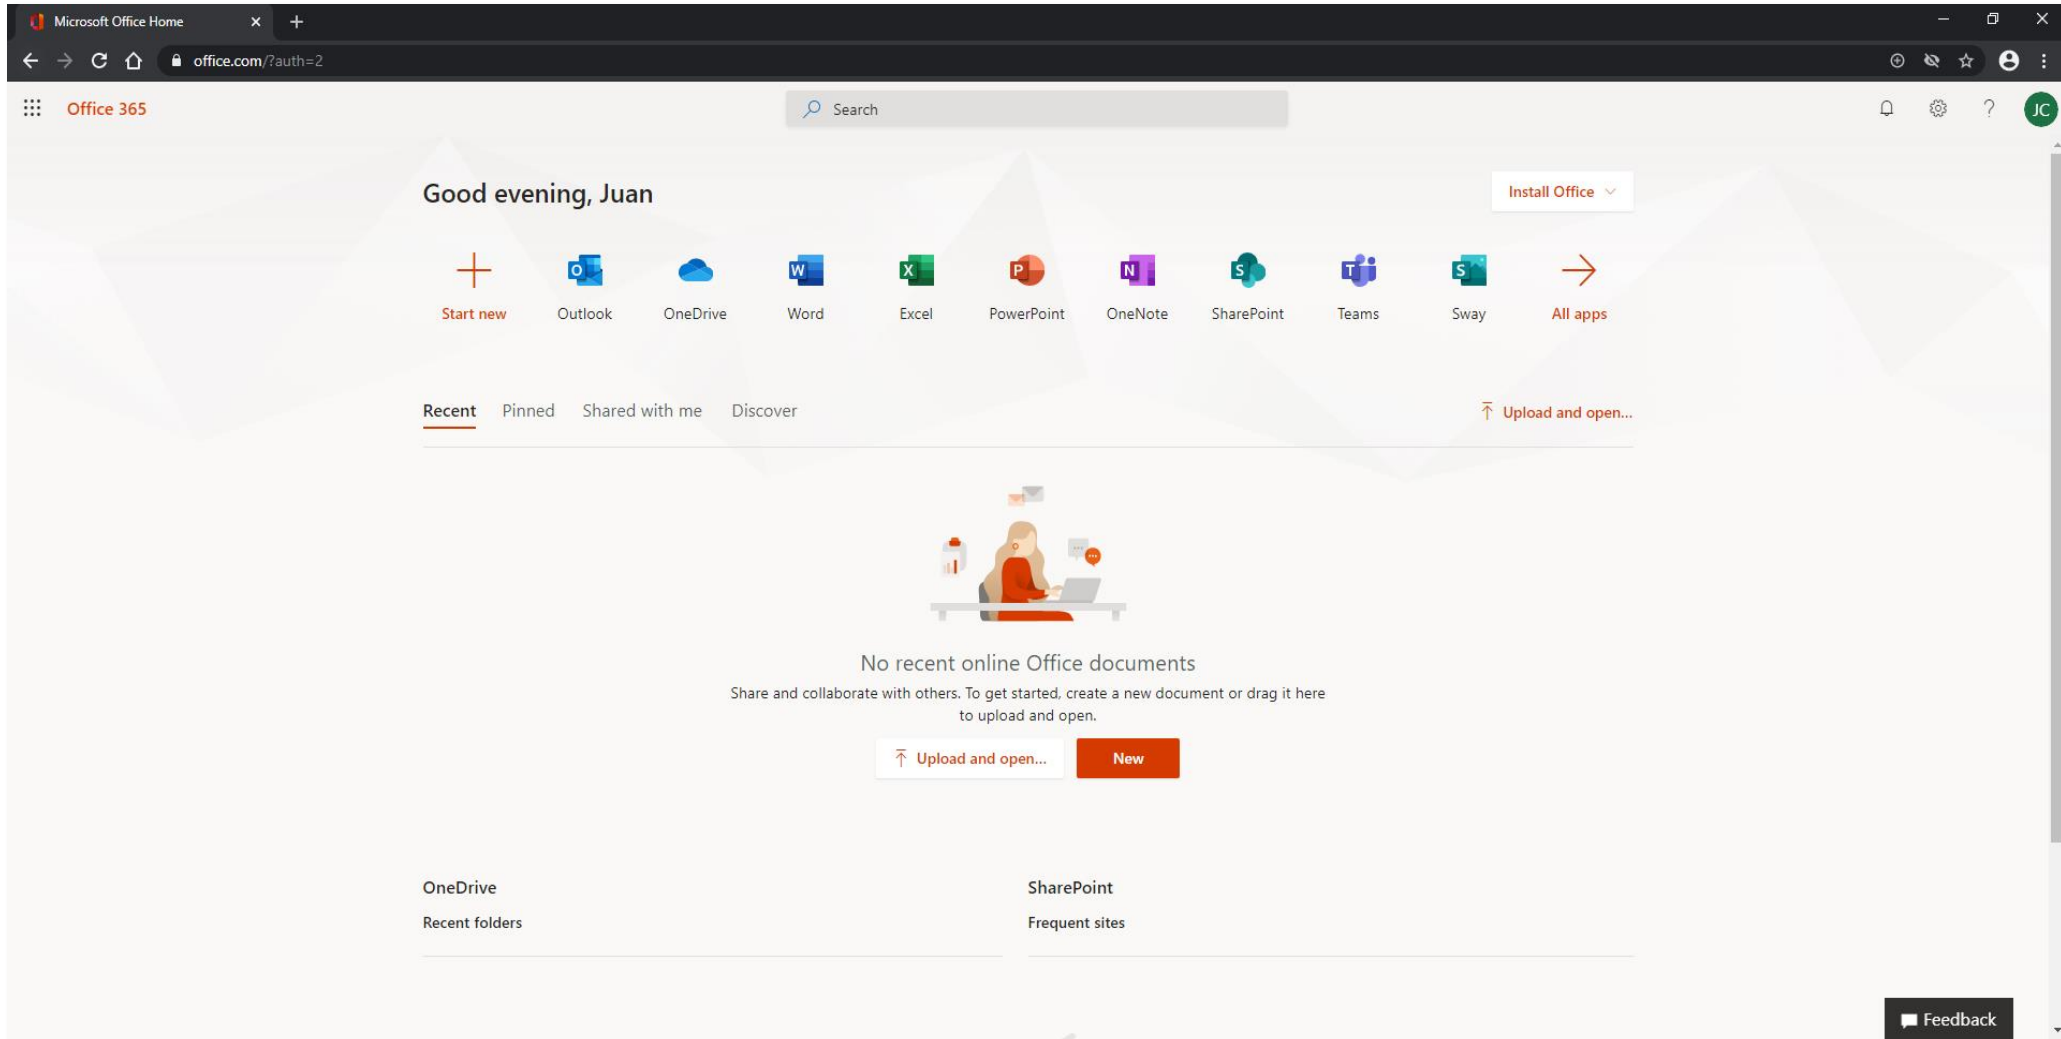 Microsoft Office Home
office.com/?auth=2
Office 365
Search
JC
Good evening, Juan
Install Office
Start new
Outlook
OneDrive
Word
Excel
PowerPoint
OneNote
SharePoint
Teams
Sway
All apps
Recent
Pinned
Shared with me
Discover
Upload and open...
No recent online Office documents
Share and collaborate with others. To get started, create a new document or drag it here
to upload and open.
Upload and open...
New
OneDrive
SharePoint
Recent folders
Frequent sites
Feedback